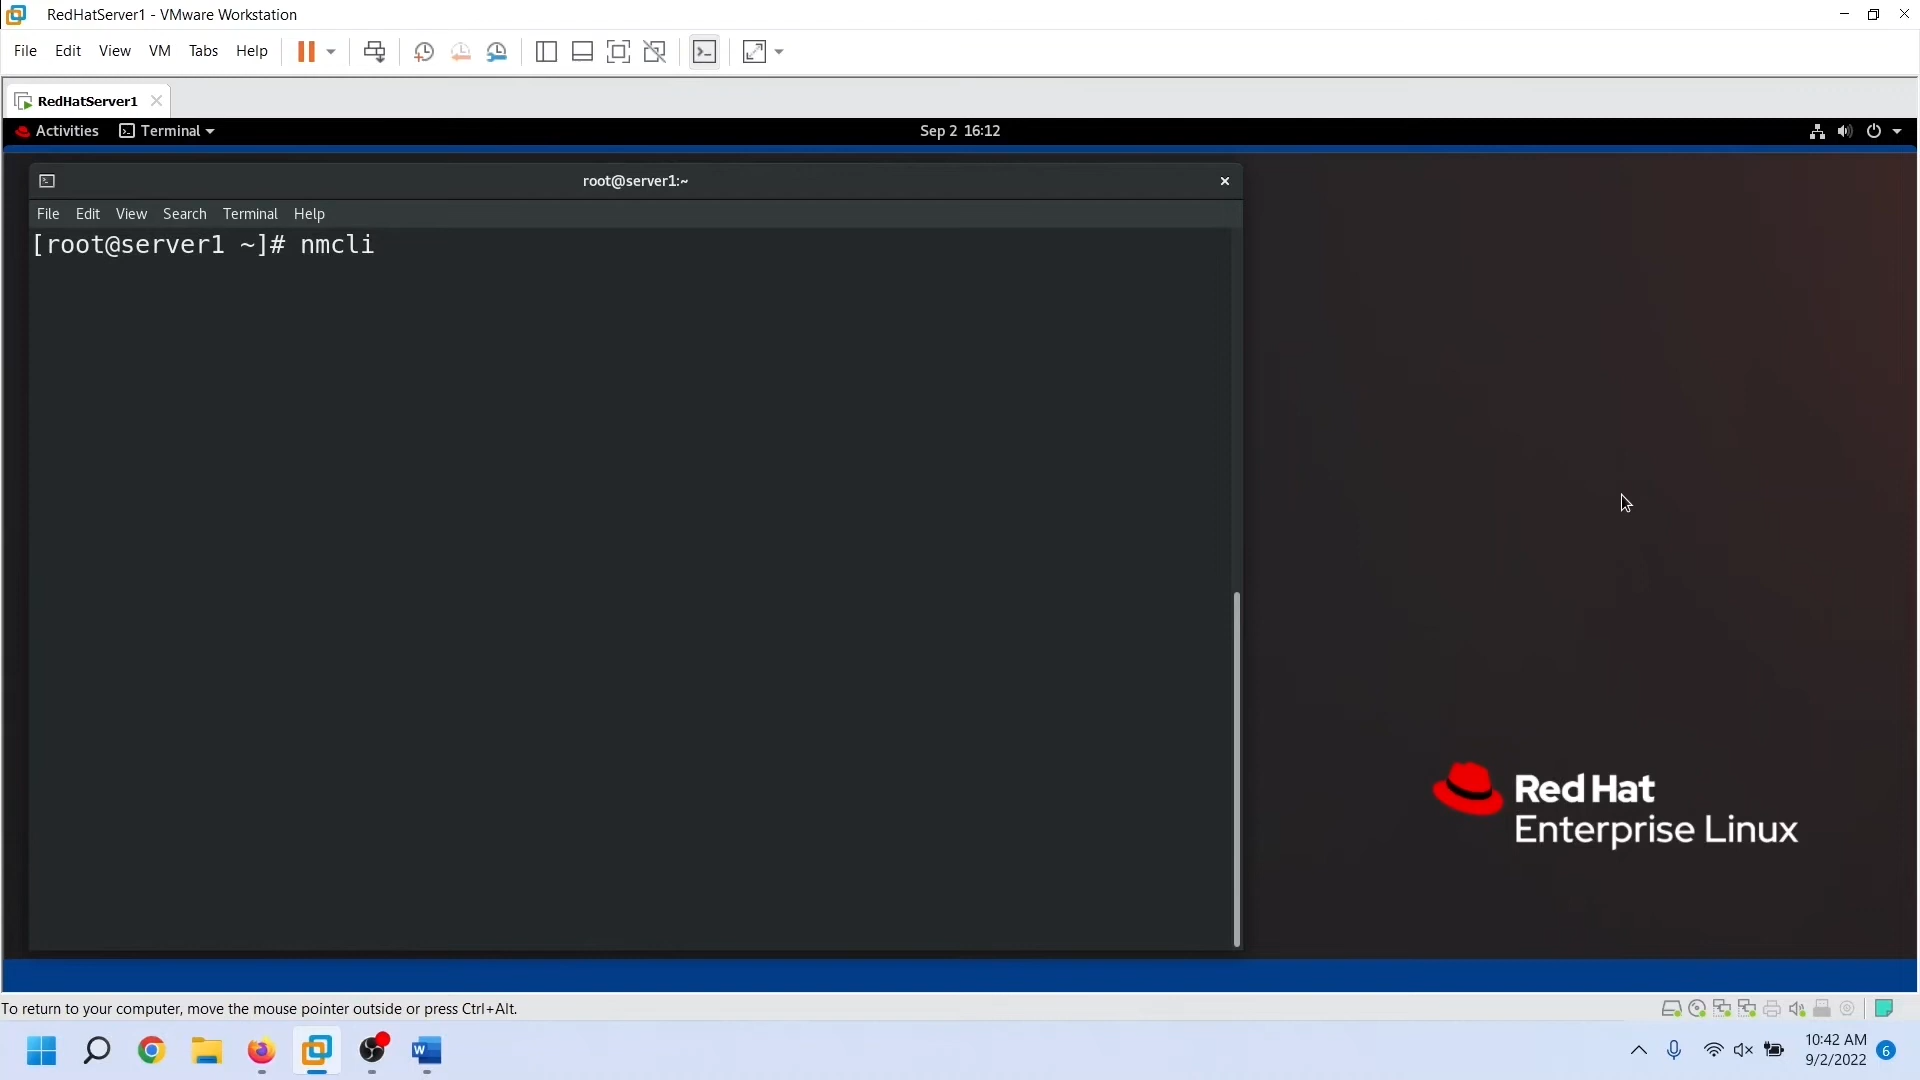 RedHatServer1 - VMware Workstation
File Edit View VM Tabs Help
RedHatServer1
Activities Terminal Sep 2 16:12
root@server1:~
File Edit View Search Terminal Help
[root@server1 ~]# nmcli
Red Hat
Enterprise Linux
To return to your computer, move the mouse pointer outside or press Ctrl+Alt.
W
10:42 AM
9/2/2022
6